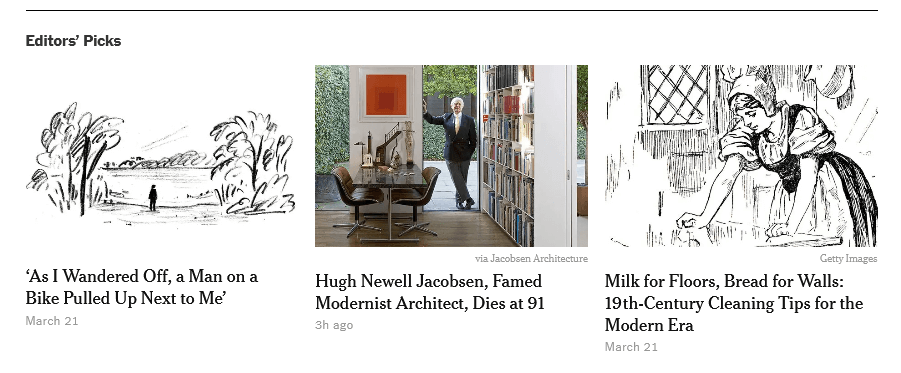 Editors’ Picks
‘As I Wandered Off, a Man on a
Bike Pulled Up Next to Me’
March 21
via Jacobsen Architecture
Hugh Newell Jacobsen, Famed
Modernist Architect, Dies at 91
3h ago
Getty Images
Milk for Floors, Bread for Walls:
19th-Century Cleaning Tips for the
Modern Era
March 21